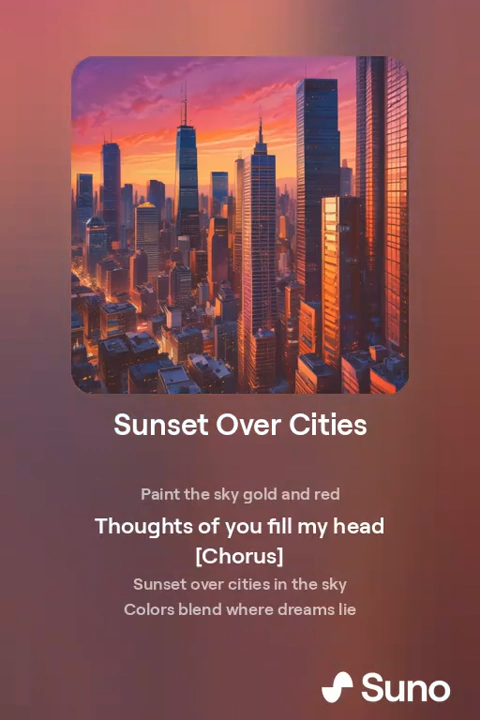 Sunset Over Cities
Paint the sky gold and red
Thoughts of you fill my head
[Chorus]
Sunset over cities in the sky
Colors blend where dreams lie
Suno